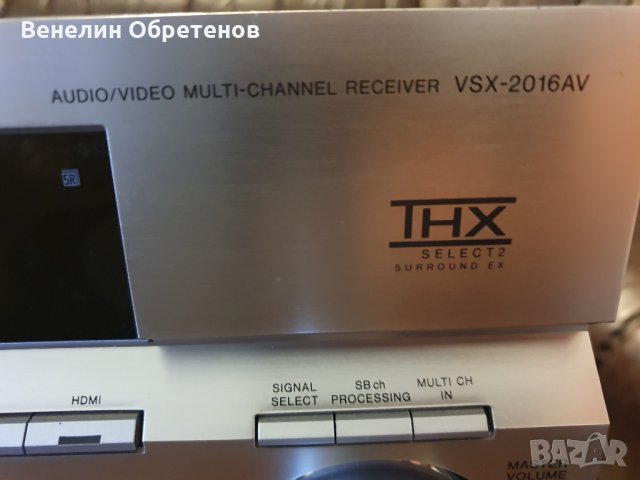 Венелин Обретенов
AUDIO/VIDEO MULTI-CHANNEL RECEIVER VSX-2016AV
SR
THX
SELECT2
SURROUND EX
HDMI
SIGNAL SELECT
SB ch PROCESSING
MULTI CH IN
MASTER VOLUME
BAZAR